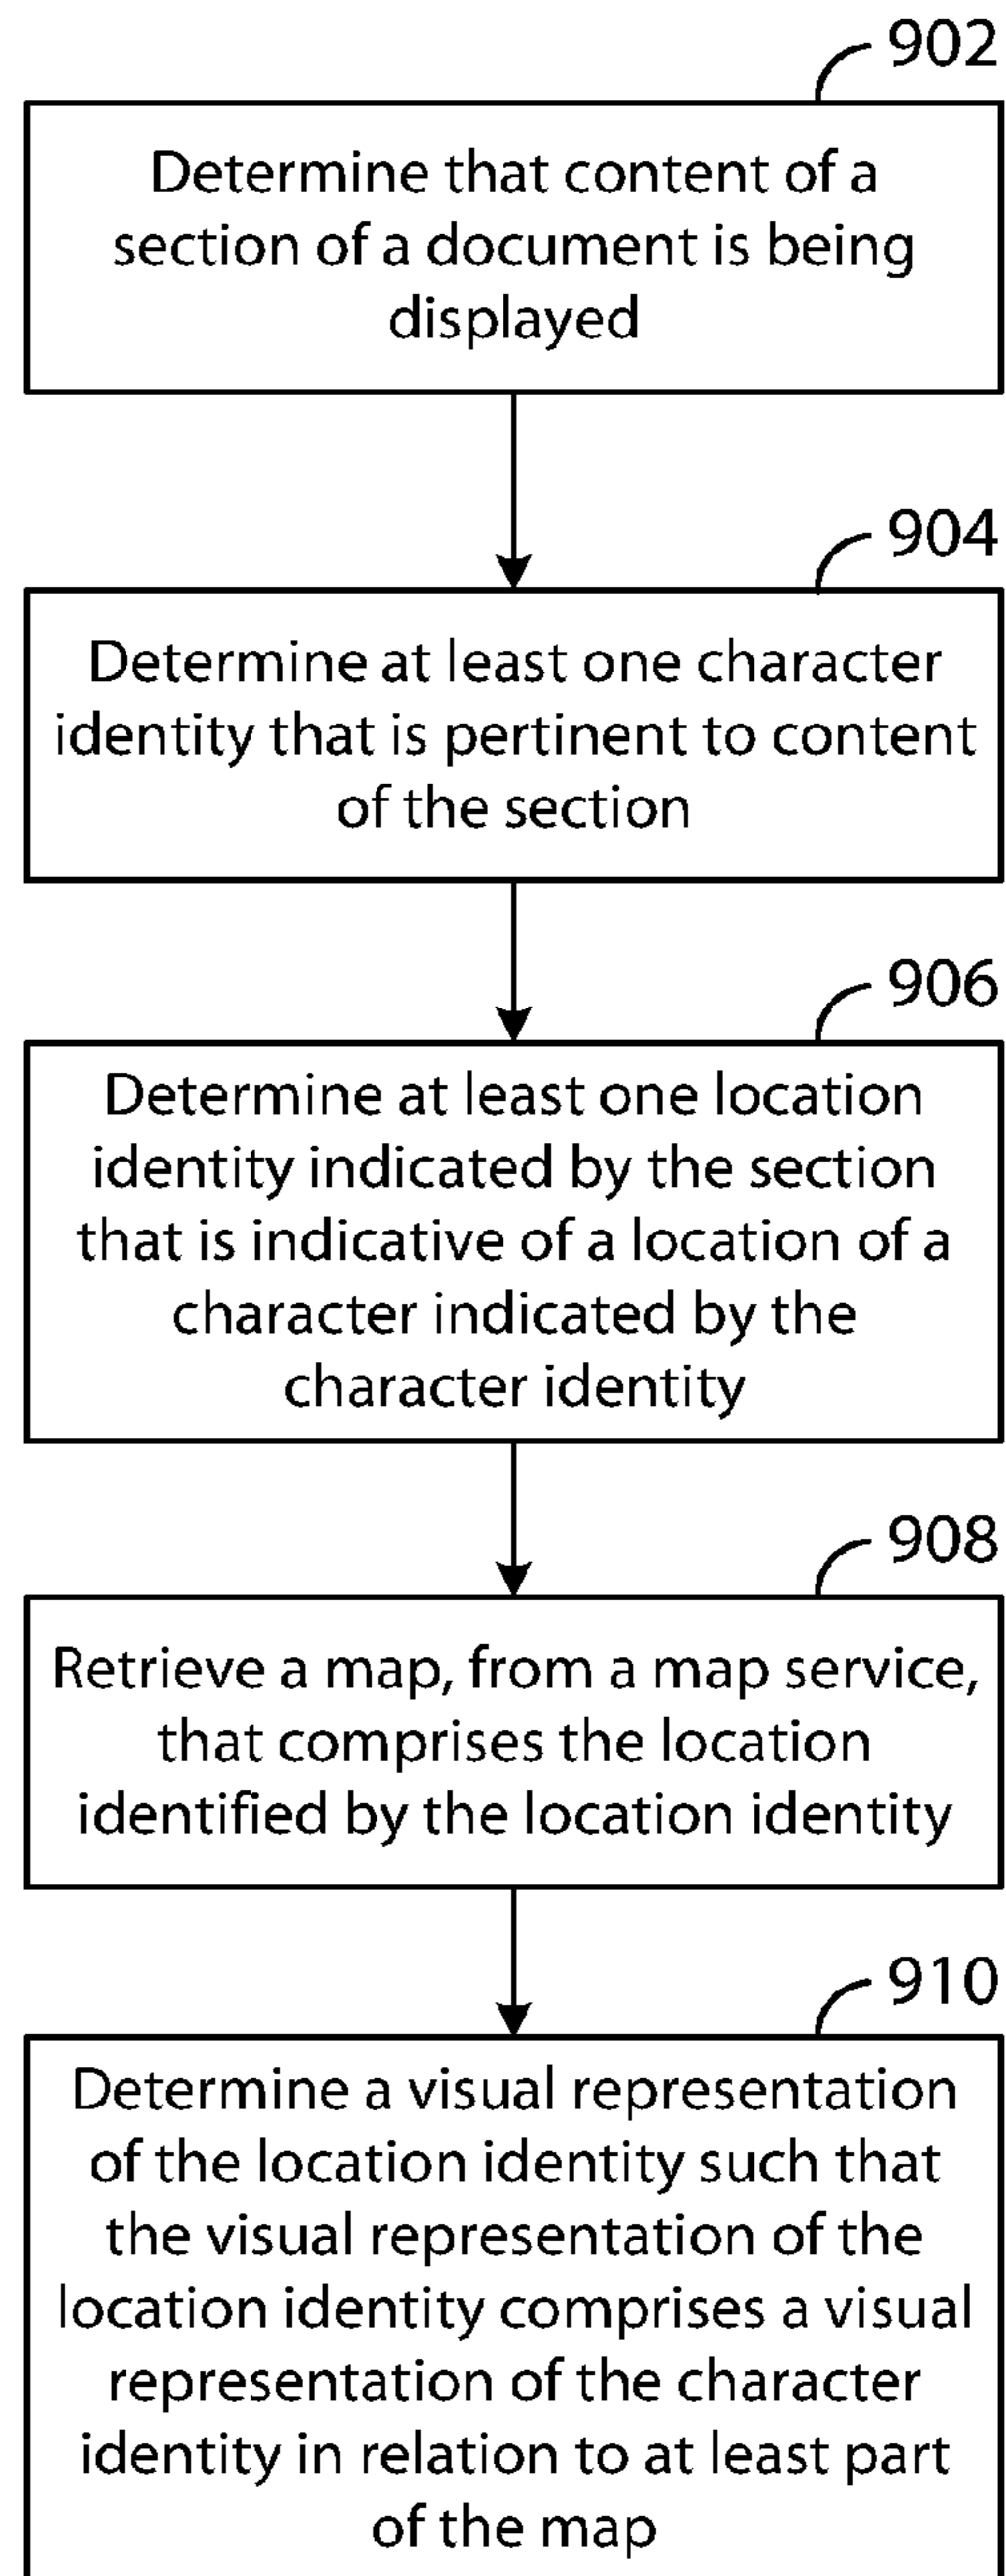 902
Determine that content of a
section of a document is being
displayed
904
Determine at least one character
identity that is pertinent to content
of the section
906
Determine at least one location
identity indicated by the section
that is indicative of a location of a
character indicated by the
character identity
908
Retrieve a map, from a map service,
that comprises the location
identified by the location identity
910
Determine a visual representation
of the location identity such that
the visual representation of the
location identity comprises a visual
representation of the character
identity in relation to at least part
of the map